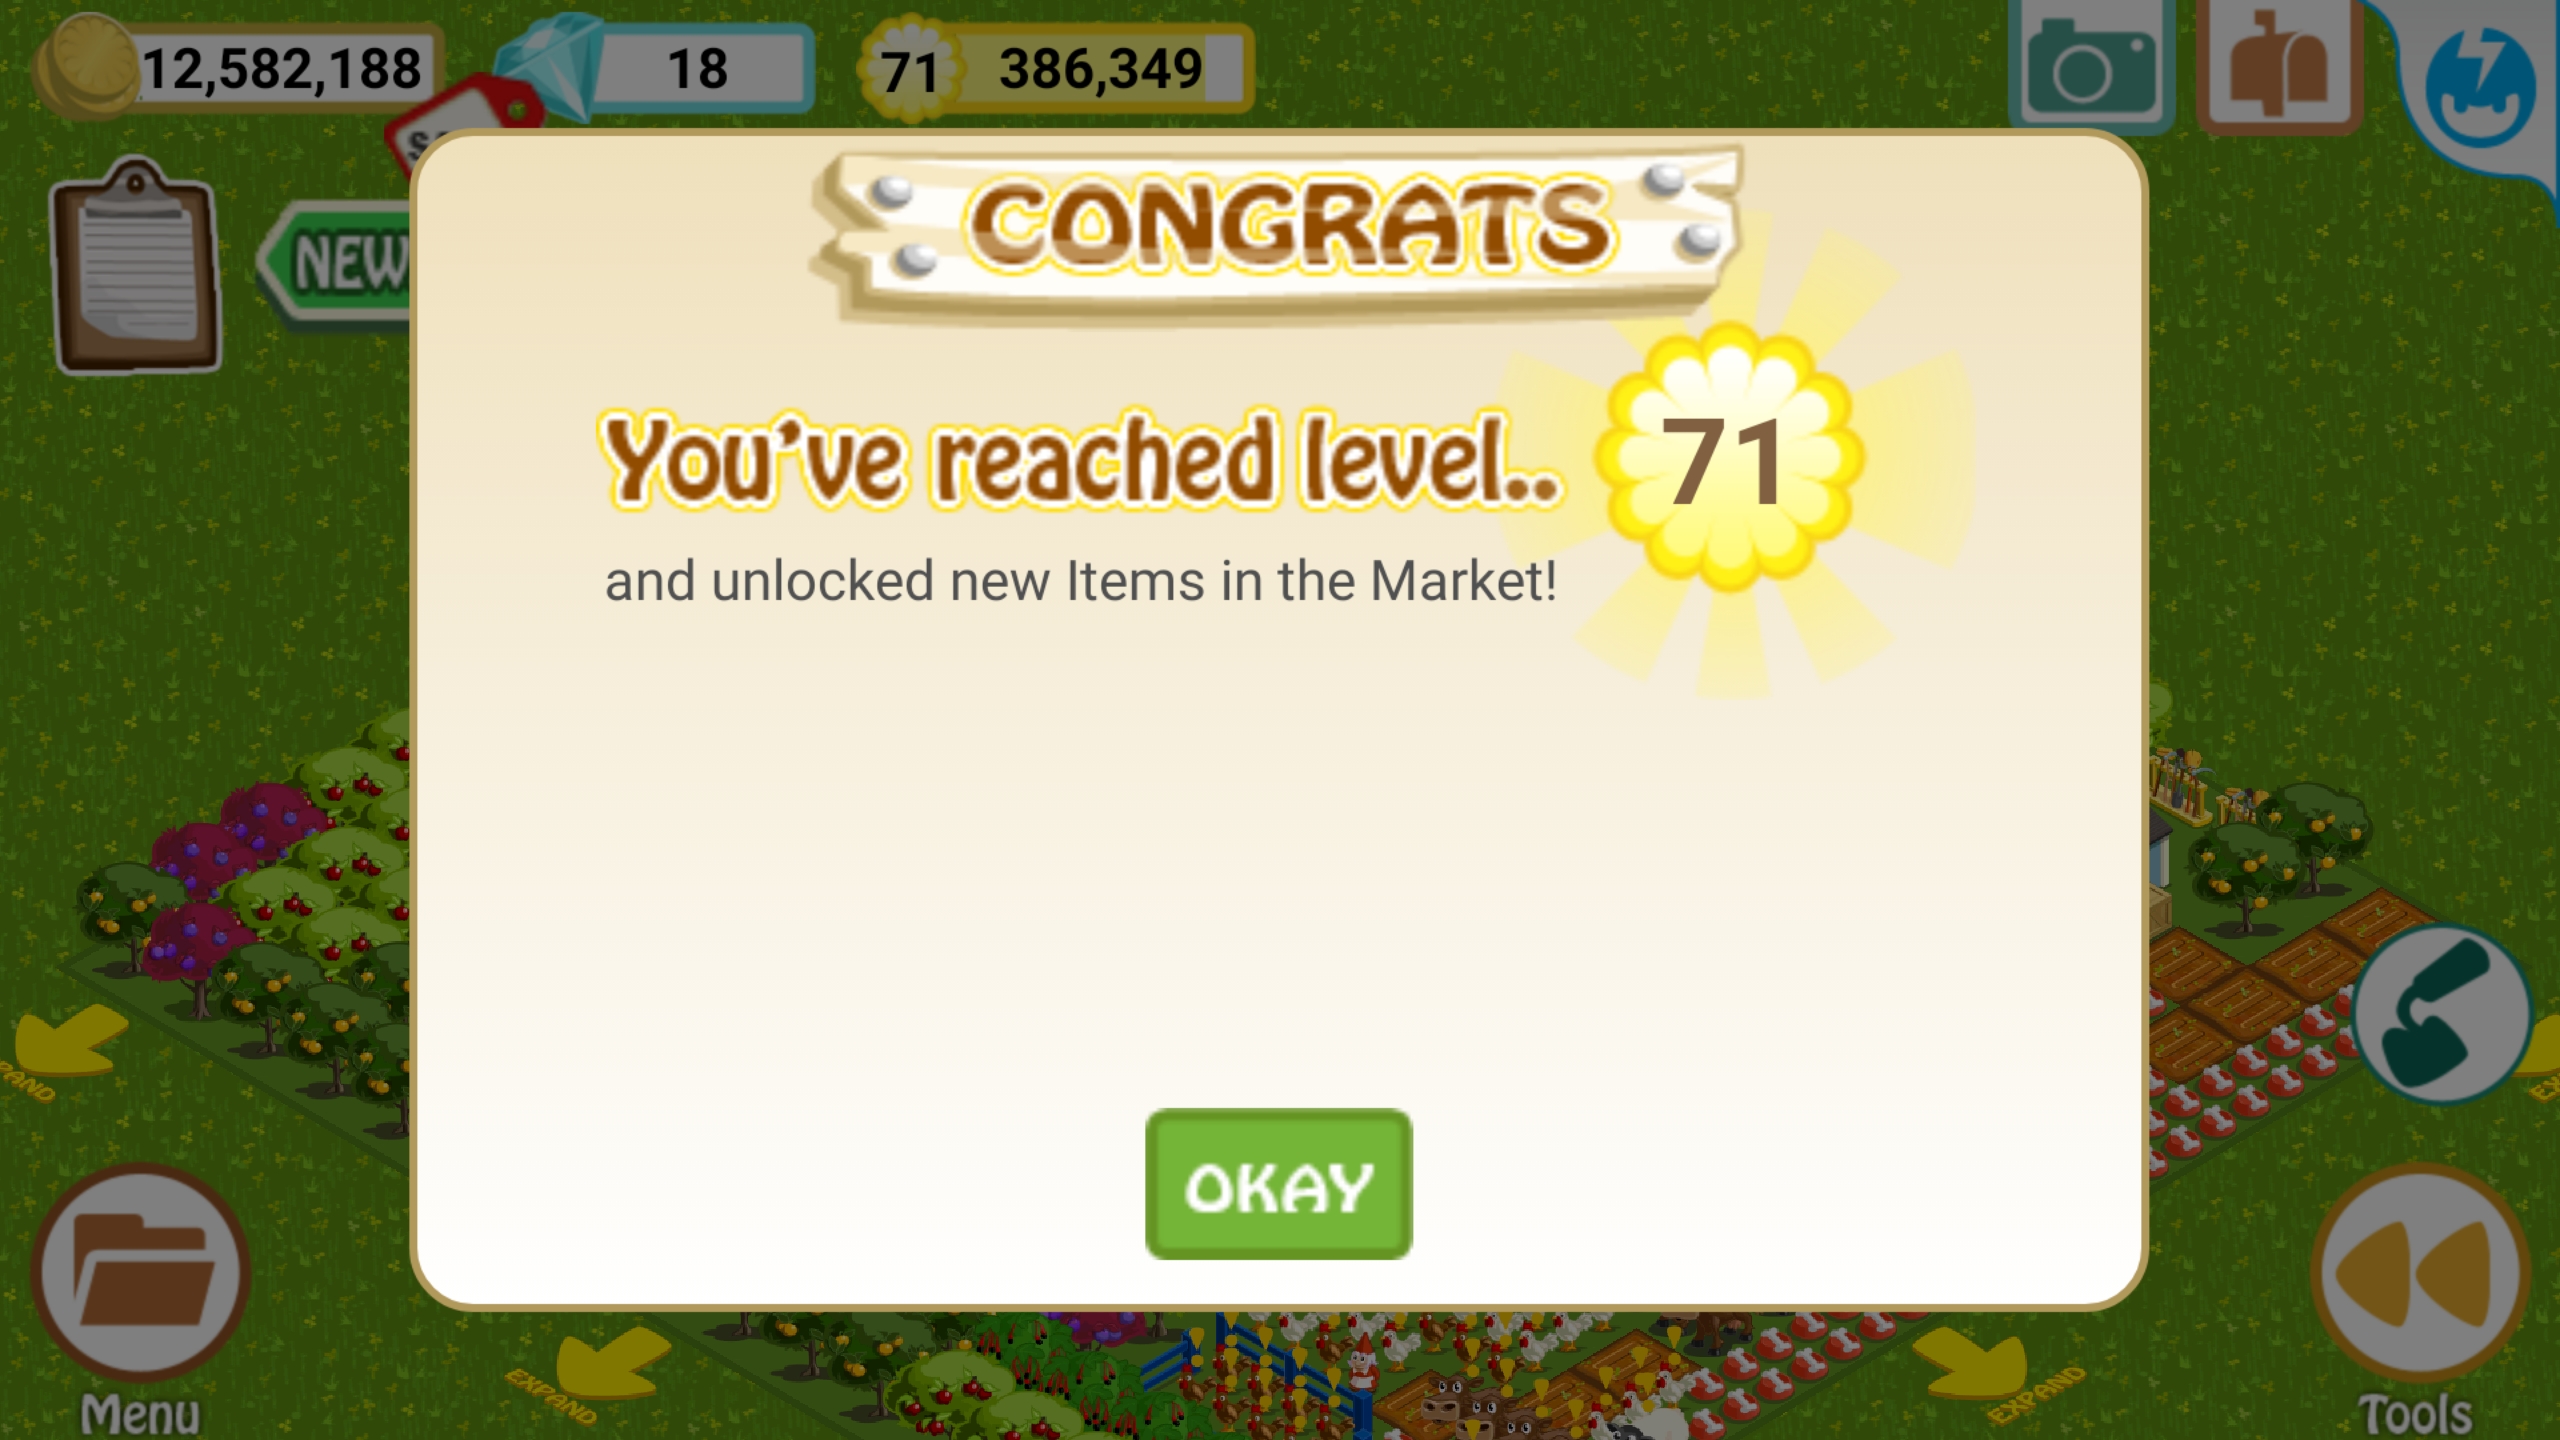 12,582,188
18
71
386,349
NEW
CONGRATS
You've reached level..
71
and unlocked new Items in the Market!
OKAY
EXPAND
EXPAND
Menu
Tools